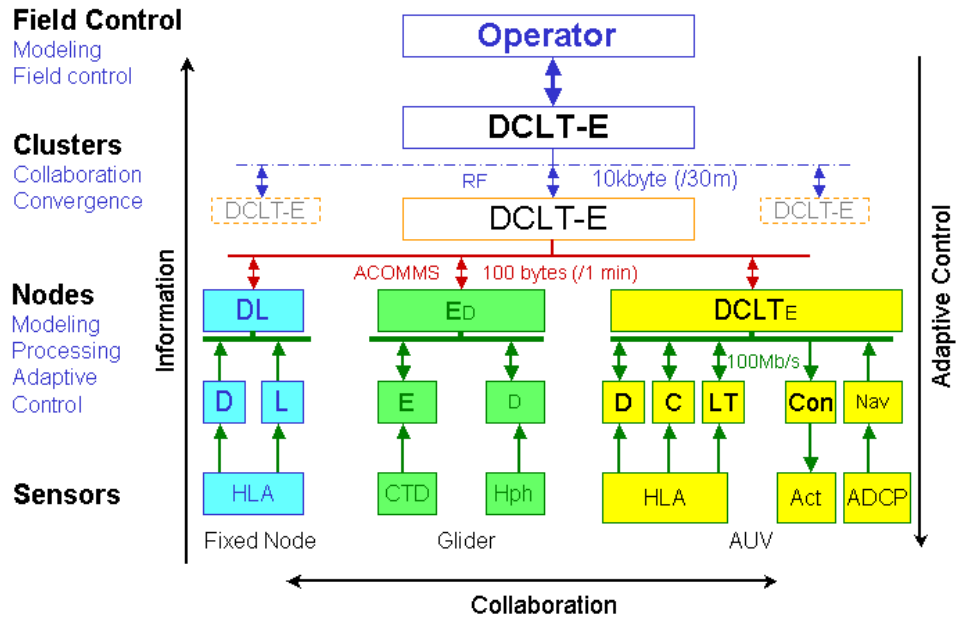 Field Control
Modeling
Field control
Operator
DCLT-E
Clusters
Collaboration
Convergence
RF
10kbyte (/30m)
DCLT-E
DCLT-E
DCLT-E
Information
Adaptive Control
ACOMMS
100 bytes (/1 min)
Nodes
Modeling
Processing
Adaptive
Control
DL
ED
DCLTE
100Mb/s
D
L
E
D
D
C
LT
Con
Nav
Sensors
HLA
CTD
Hph
HLA
Act
ADCP
Fixed Node
Glider
AUV
Collaboration